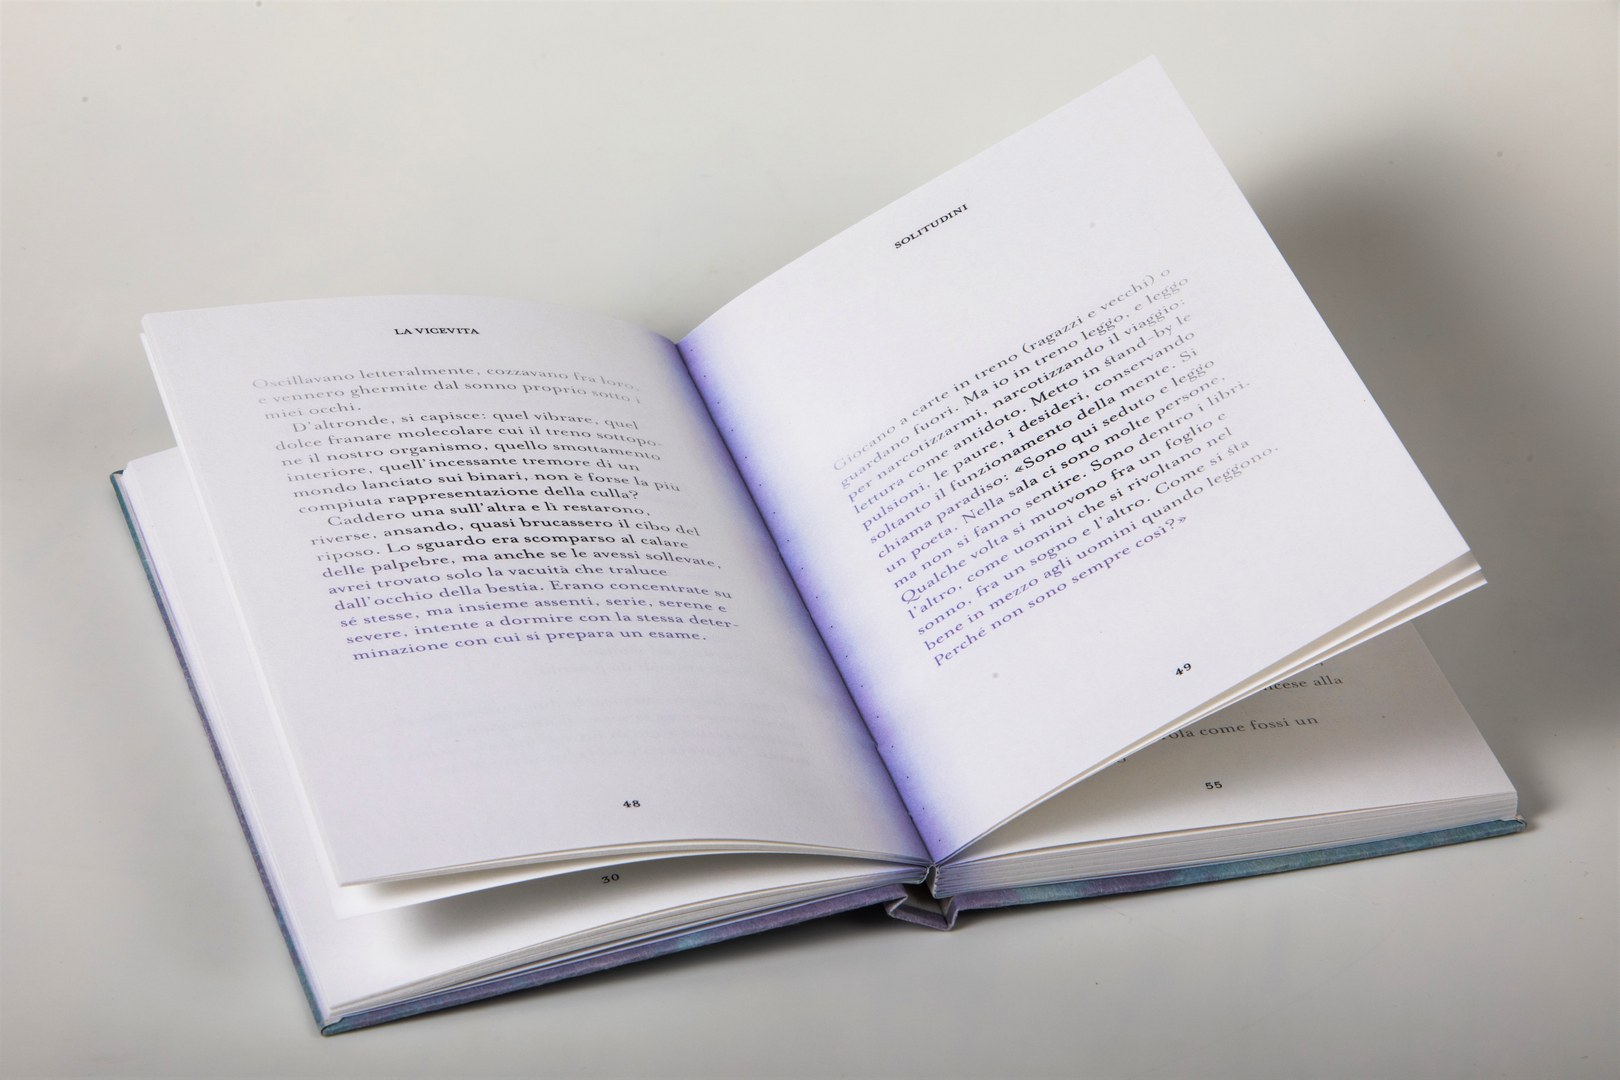 LA VICEVITA
Oscillavano letteralmente, cozzavano fra loro,
e vennero ghermite dal sonno proprio sotto i
miei occhi.
D'altronde, si capisce: quel vibrare, quel
dolce franare molecolare cui il treno sottopo-
ne il nostro organismo, quello smottamento
interiore, quell'incessante tremore di un
mondo lanciato sui binari, non è forse la più
compiuta rappresentazione della culla?
Caddero una sull'altra e lì restarono,
riverse, ansando, quasi brucassero il cibo del
riposo. Lo sguardo era scomparso al calare
delle palpebre, ma anche se le avessi sollevate,
avrei trovato solo la vacuità che traluce
dall'occhio della bestia. Erano concentrate su
sé stesse, ma insieme assenti, serie, serene e
severe, intente a dormire con la stessa deter-
minazione con cui si prepara un esame.
48
30
SOLITUDINI
Giocano a carte in treno (ragazzi e vecchi) o
guardano fuori. Ma io in treno leggo, e leggo
per narcotizzarmi, narcotizzando il viaggio:
lettura come antidoto. Metto in stand-by le
pulsioni, le paure, i desideri, conservando
soltanto il funzionamento della mente. Si
chiama paradiso: «Sono qui seduto e leggo
un poeta. Nella sala ci sono molte persone,
ma non si fanno sentire. Sono dentro i libri.
Qualche volta si muovono fra un foglio e
l'altro, come uomini che si rivoltano nel
sonno, fra un sogno e l'altro. Come si sta
bene in mezzo agli uomini quando leggono.
Perché non sono sempre così?»
49
alla
come fossi un
55